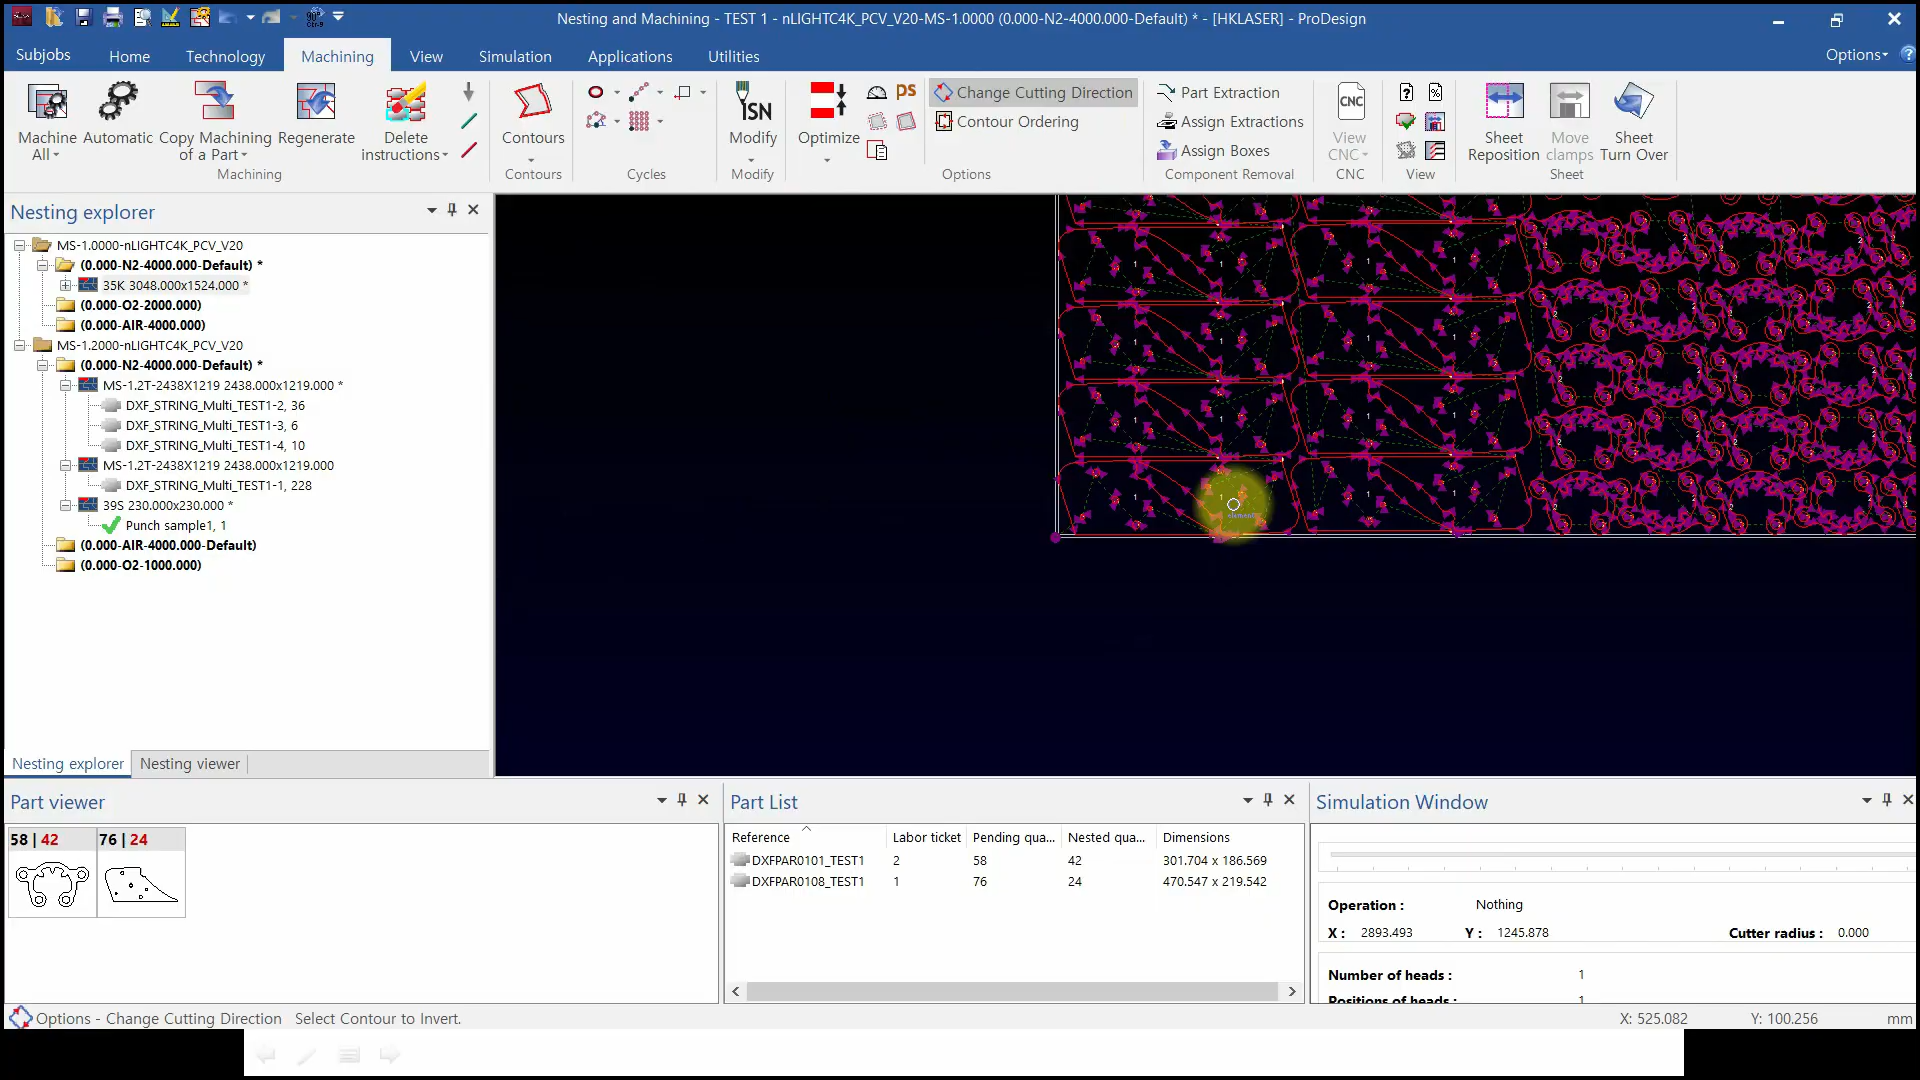 Nesting and Machining - TEST 1 - nLIGHTC4K_PCV_V20-MS-1.0000 (0.000-N2-4000.000-Default) * - [HKLASER] - ProDesign
Subjobs
Home
Technology
Machining
View
Simulation
Applications
Utilities
Options
Machine All
Automatic
Copy Machining of a Part
Regenerate
Delete instructions
Machining
Contours
Contours
Cycles
ISN
Modify
Modify
Optimize
ps
Change Cutting Direction
Contour Ordering
Options
Part Extraction
Assign Extractions
Assign Boxes
Component Removal
CNC
View CNC
CNC
View
Sheet Reposition
Move clamps
Sheet Turn Over
Sheet
Nesting explorer
MS-1.0000-nLIGHTC4K_PCV_V20
(0.000-N2-4000.000-Default) *
35K 3048.000x1524.000 *
(0.000-O2-2000.000)
(0.000-AIR-4000.000)
MS-1.2000-nLIGHTC4K_PCV_V20
(0.000-N2-4000.000-Default) *
MS-1.2T-2438X1219 2438.000x1219.000 *
DXF_STRING_Multi_TEST1-2, 36
DXF_STRING_Multi_TEST1-3, 6
DXF_STRING_Multi_TEST1-4, 10
MS-1.2T-2438X1219 2438.000x1219.000
DXF_STRING_Multi_TEST1-1, 228
39S 230.000x230.000 *
Punch sample1, 1
(0.000-AIR-4000.000-Default)
(0.000-O2-1000.000)
Nesting explorer
Nesting viewer
Part viewer
58 | 42
76 | 24
Part List
Reference
Labor ticket
Pending qua...
Nested qua...
Dimensions
DXFPAR0101_TEST1 2 58 42 301.704 x 186.569
DXFPAR0108_TEST1 1 76 24 470.547 x 219.542
Simulation Window
Operation : Nothing
X : 2893.493 Y : 1245.878 Cutter radius : 0.000
Number of heads : 1
Positions of heads : 1
Options - Change Cutting Direction Select Contour to Invert.
X: 525.082 Y: 100.256 mm